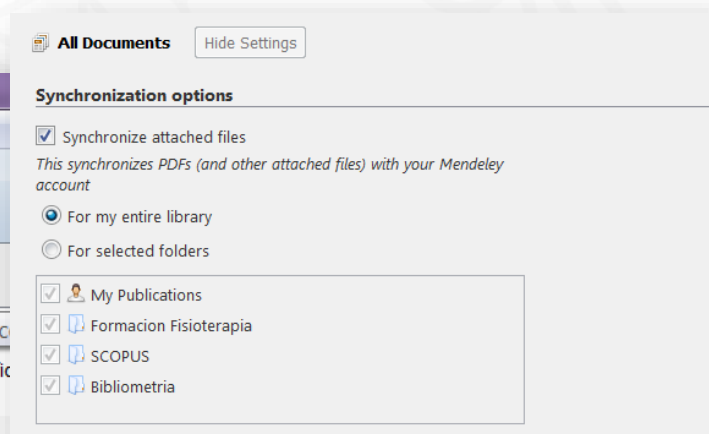 All Documents Hide Settings
Synchronization options
Synchronize attached files
This synchronizes PDFs (and other attached files) with your Mendeley
account
For my entire library
For selected folders
My Publications
Formacion Fisioterapia
SCOPUS
Bibliometria